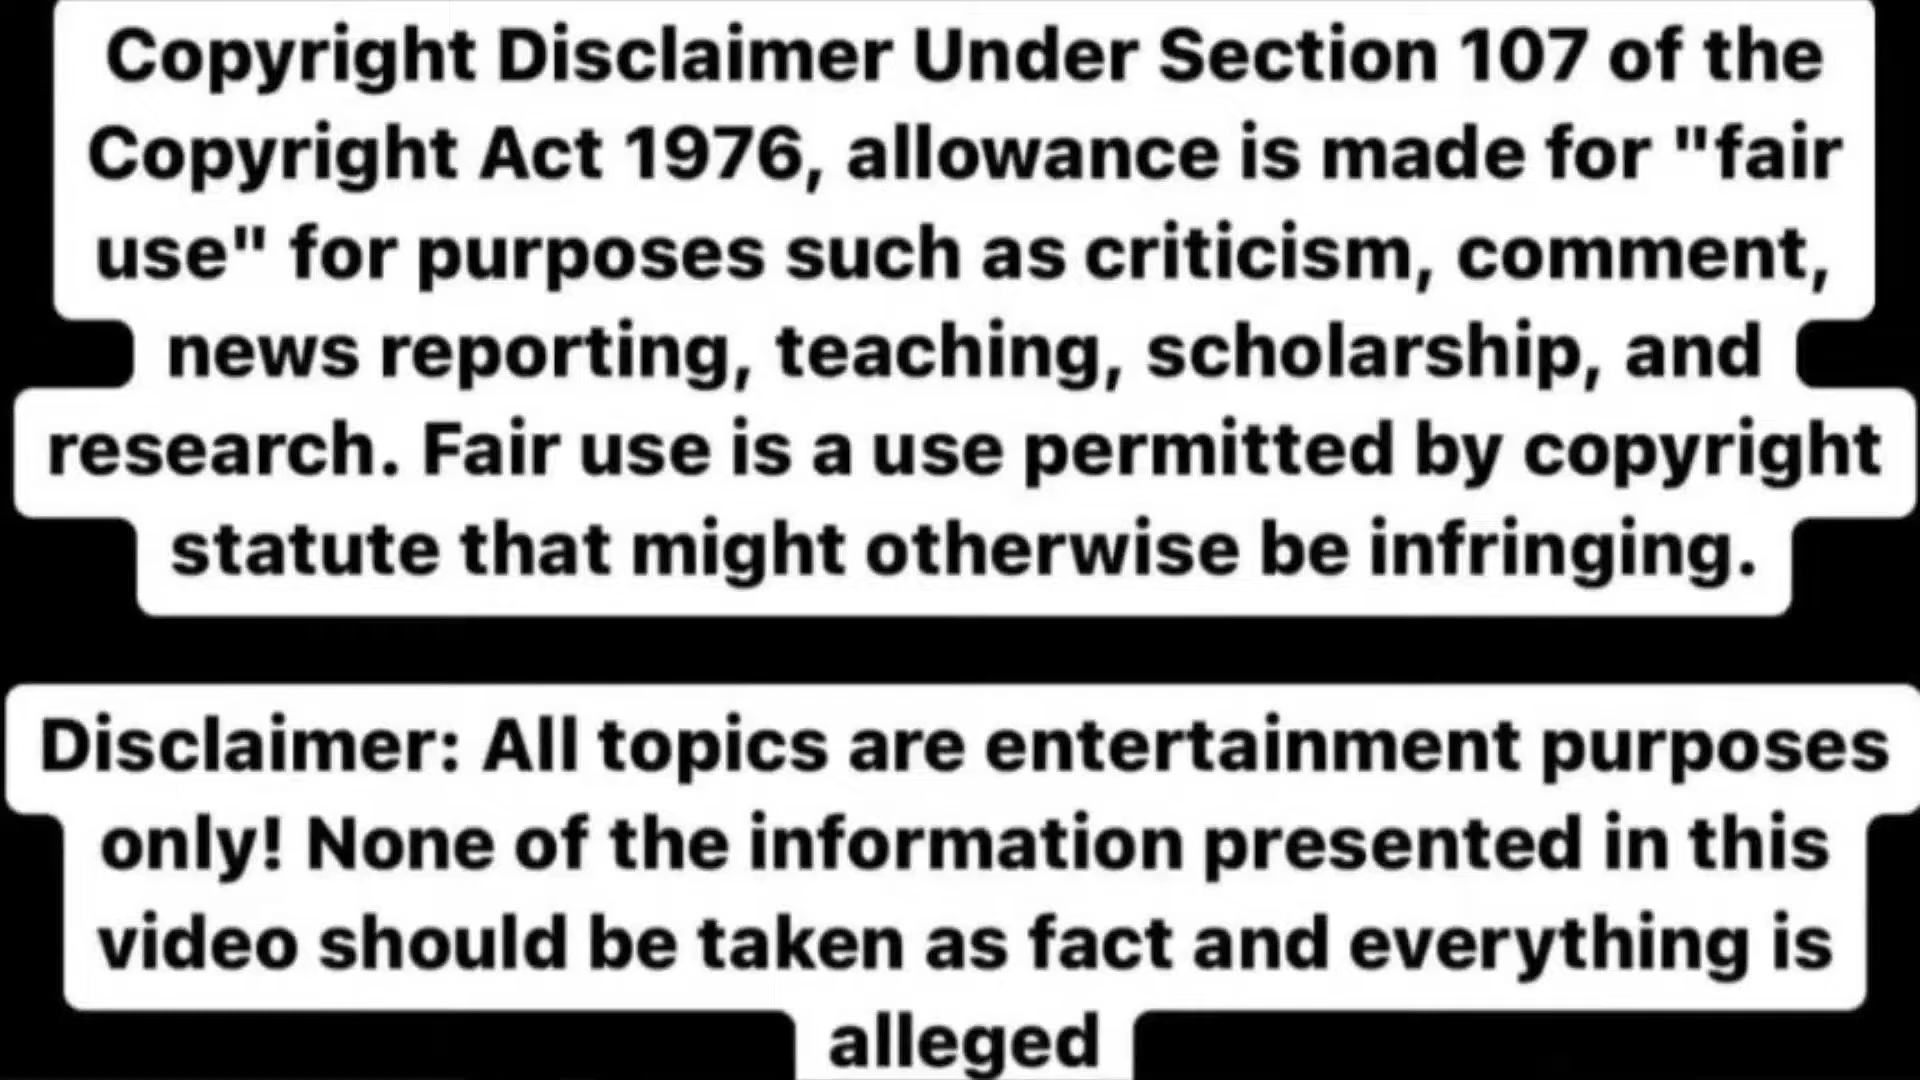 Copyright Disclaimer Under Section 107 of the
Copyright Act 1976, allowance is made for "fair
use" for purposes such as criticism, comment,
news reporting, teaching, scholarship, and
research. Fair use is a use permitted by copyright
statute that might otherwise be infringing.
Disclaimer: All topics are entertainment purposes
only! None of the information presented in this
video should be taken as fact and everything is
alleged